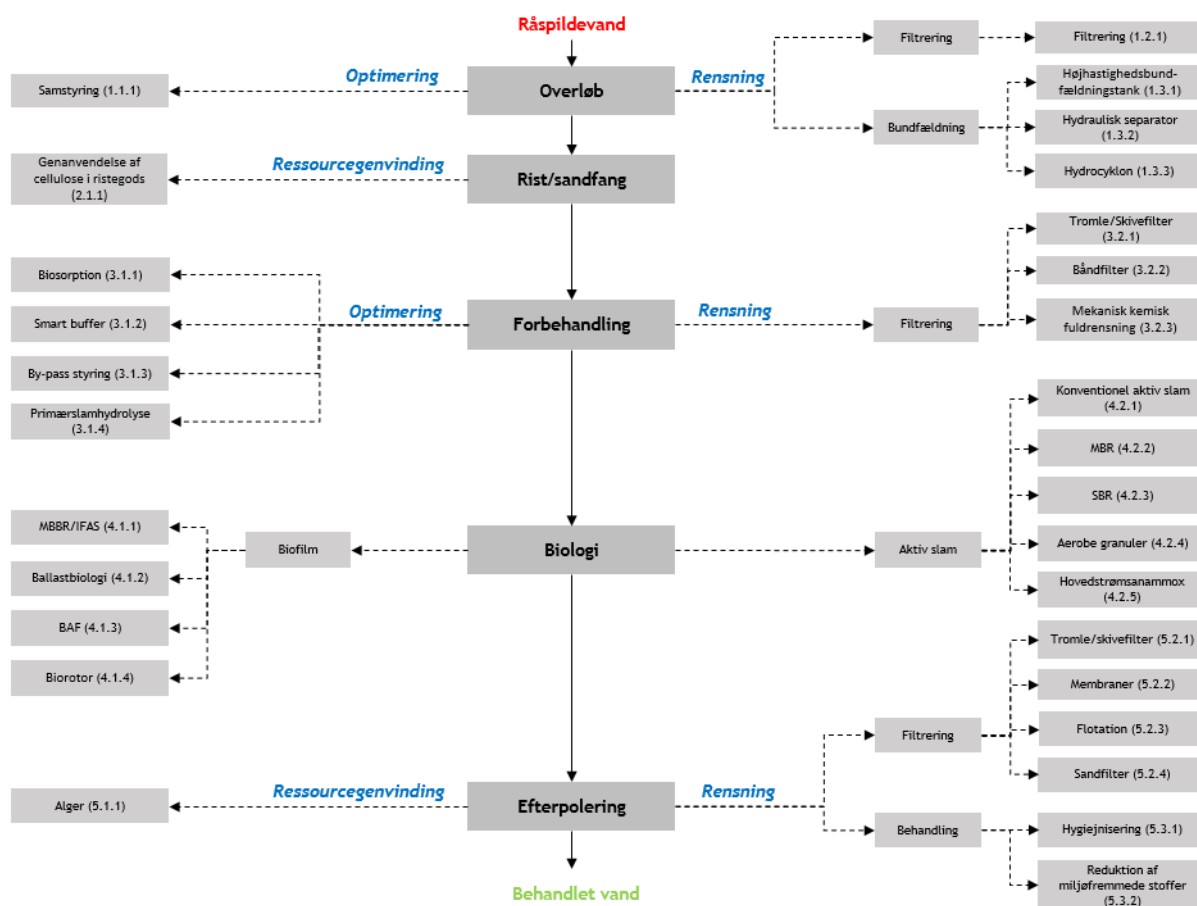 Råspildevand
Optimering
Overløb
Rensning
Samstyring (1.1.1)
Filtrering
Filtrering (1.2.1)
Bundfældning
Højhastighedsbund-
fældningstank
(1.3.1)
Hydraulisk separator
(1.3.2)
Hydrocyklon (1.3.3)
Ressourcegenvinding
Rist/sandfang
Genanvendelse af
cellulose i ristegods
(2.1.1)
Optimering
Forbehandling
Rensning
Biosorption (3.1.1)
Smart buffer (3.1.2)
By-pass styring (3.1.3)
Primærslamhydrolyse
(3.1.4)
Filtrering
Tromle/Skivefilter
(3.2.1)
Båndfilter (3.2.2)
Mekanisk kemisk
fuldrensning (3.2.3)
Biologi
Biofilm
MBBR/IFAS (4.1.1)
Ballastbiologi (4.1.2)
BAF (4.1.3)
Biorotor (4.1.4)
Aktiv slam
Konventionel aktiv slam
(4.2.1)
MBR (4.2.2)
SBR (4.2.3)
Aerobe granuler (4.2.4)
Hovedstrømsanammox
(4.2.5)
Ressourcegenvinding
Efterpolering
Rensning
Alger (5.1.1)
Filtrering
Tromle/skivefilter (5.2.1)
Membraner (5.2.2)
Flotation (5.2.3)
Sandfilter (5.2.4)
Behandling
Hygiejnisering (5.3.1)
Reduktion af
miljøfremmede stoffer
(5.3.2)
Behandlet vand